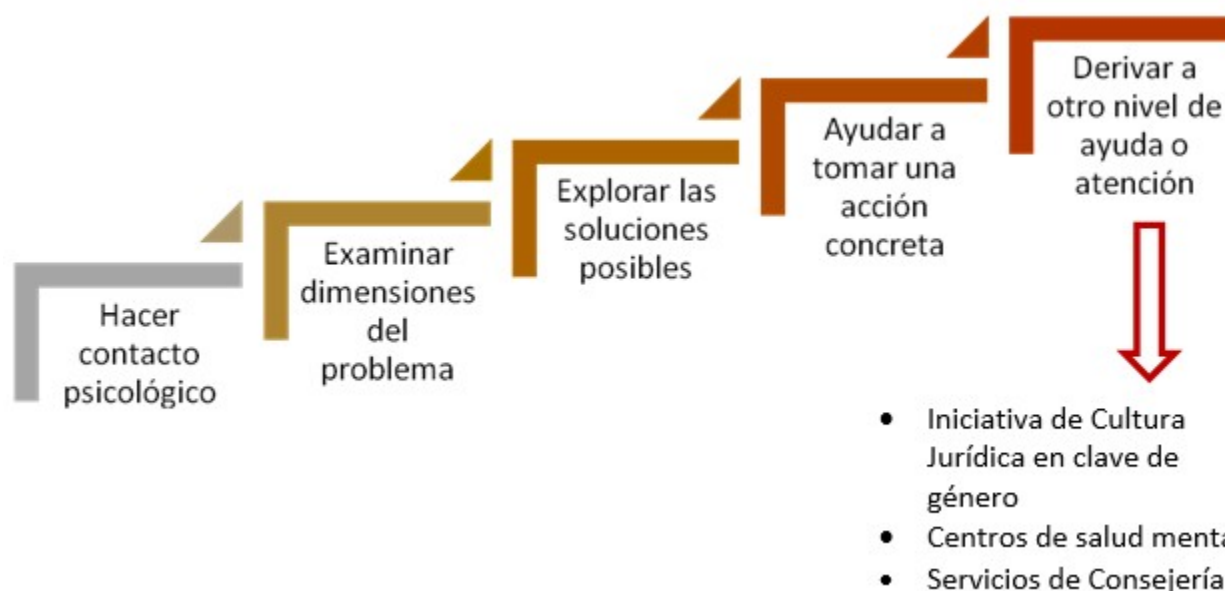 Hacer
contacto
psicológico
Examinar
dimensiones
del
problema
Explorar las
soluciones
posibles
Ayudar a
tomar una
acción
concreta
Derivar a
otro nivel de
ayuda o
atención
• Iniciativa de Cultura
Jurídica en clave de
género
• Centros de salud menta
• Servicios de Consejería